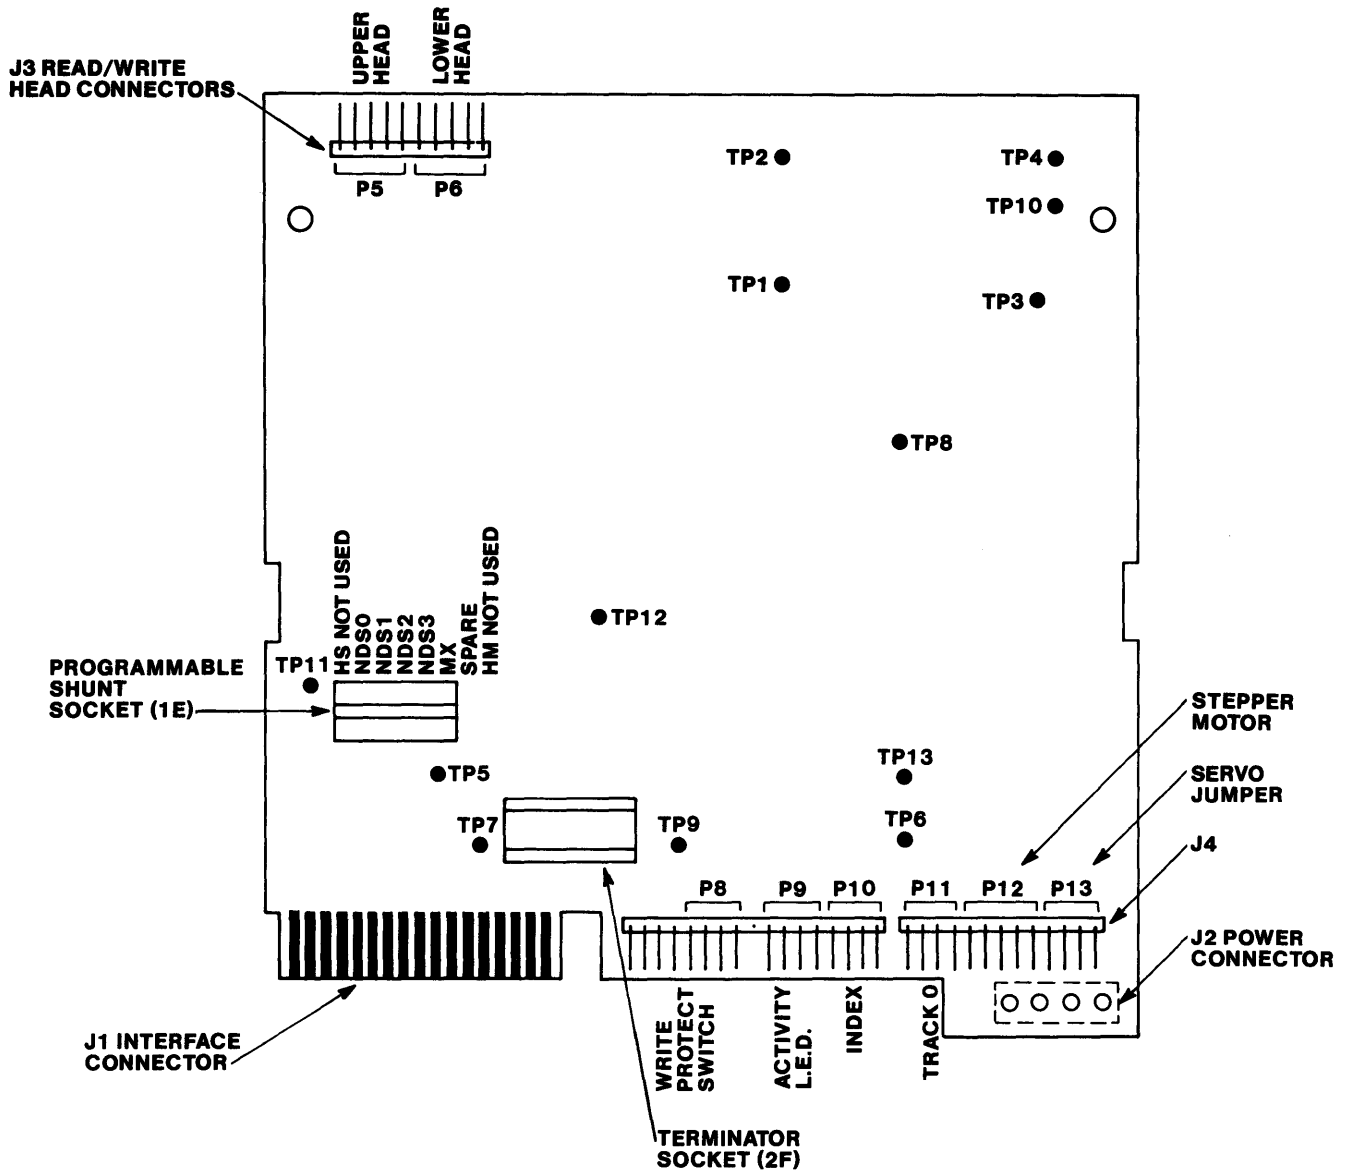 UPPER
HEAD
LOWER
HEAD
J3 READ/WRITE
HEAD CONNECTORS
P5
P6
TP2
TP4
TP10
TP1
TP3
TP8
HS NOT USED
NDS0
NDS1
NDS2
NDS3
MX
SPARE
HM NOT USED
TP12
TP11
PROGRAMMABLE
SHUNT
SOCKET (1E)
STEPPER
MOTOR
TP13
TP5
SERVO
JUMPER
TP7
TP9
TP6
J4
P8
P9
P10
P11
P12
P13
J2 POWER
CONNECTOR
WRITE
PROTECT
SWITCH
ACTIVITY
L.E.D.
INDEX
TRACK 0
J1 INTERFACE
CONNECTOR
TERMINATOR
SOCKET (2F)